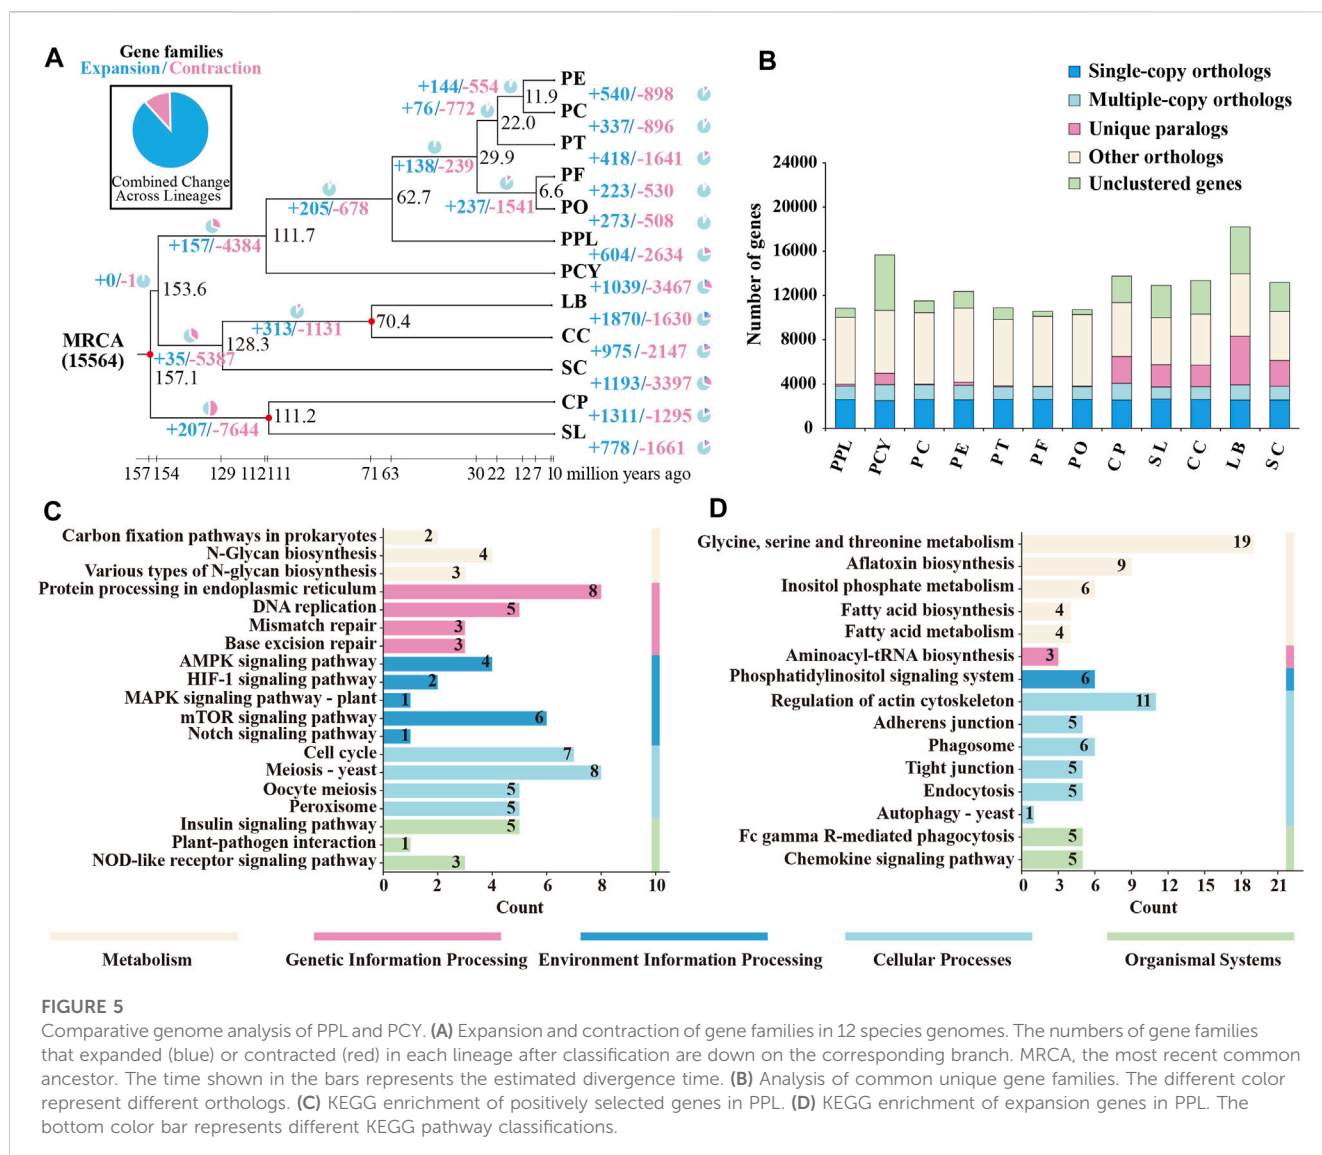 A
Gene families
Expansion/Contraction
Combined Change
Across Lineages
MRCA
(15564)
+0/-1
157.1
+157/-4384
153.6
+35/-5387
+207/-7644
+205/-678
111.7
+313/-1131
128.3
111.2
70.4
+138/-239
62.7
+76/-772
29.9
+144/-554
22.0
11.9
+237/-1541
6.6
PE
+540/-898
PC
+337/-896
PT
+418/-1641
PF
+223/-530
PO
+273/-508
PPL
+604/-2634
PCY
+1039/-3467
LB
+1870/-1630
CC
+975/-2147
SC
+1193/-3397
CP
+1311/-1295
SL
+778/-1661
157 154 129 112 111 71 63 30 22 12 7 10 million years ago
B
Single-copy orthologs
Multiple-copy orthologs
Unique paralogs
Other orthologs
Unclustered genes
Number of genes
24000
20000
16000
12000
8000
4000
0
PPL PCY PC PE PT PF PO CP SL CC LB SC
C
Carbon fixation pathways in prokaryotes 2
N-Glycan biosynthesis 4
Various types of N-glycan biosynthesis 3
Protein processing in endoplasmic reticulum 8
DNA replication 5
Mismatch repair 3
Base excision repair 3
AMPK signaling pathway 4
HIF-1 signaling pathway 2
MAPK signaling pathway - plant 1
mTOR signaling pathway 6
Notch signaling pathway 1
Cell cycle 7
Meiosis - yeast 8
Oocyte meiosis 5
Peroxisome 5
Insulin signaling pathway 5
Plant-pathogen interaction 1
NOD-like receptor signaling pathway 3
0 2 4 6 8 10
Count
D
Glycine, serine and threonine metabolism 19
Aflatoxin biosynthesis 9
Inositol phosphate metabolism 6
Fatty acid biosynthesis 4
Fatty acid metabolism 4
Aminoacyl-tRNA biosynthesis 3
Phosphatidylinositol signaling system 6
Regulation of actin cytoskeleton 11
Adherens junction 5
Phagosome 6
Tight junction 5
Endocytosis 5
Autophagy - yeast 1
Fc gamma R-mediated phagocytosis 5
Chemokine signaling pathway 5
0 3 6 9 12 15 18 21
Count
Metabolism Genetic Information Processing Environment Information Processing Cellular Processes Organismal Systems
FIGURE 5
Comparative genome analysis of PPL and PCY. (A) Expansion and contraction of gene families in 12 species genomes. The numbers of gene families
that expanded (blue) or contracted (red) in each lineage after classification are down on the corresponding branch. MRCA, the most recent common
ancestor. The time shown in the bars represents the estimated divergence time. (B) Analysis of common unique gene families. The different color
represent different orthologs. (C) KEGG enrichment of positively selected genes in PPL. (D) KEGG enrichment of expansion genes in PPL. The
bottom color bar represents different KEGG pathway classifications.